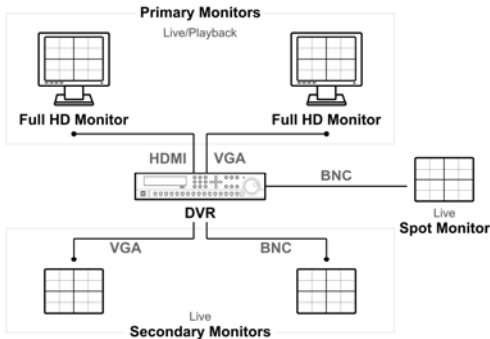 Primary Monitors
Live/Playback
Full HD Monitor
Full HD Monitor
HDMI
VGA
BNC
DVR
Live
Spot Monitor
VGA
BNC
Live
Secondary Monitors